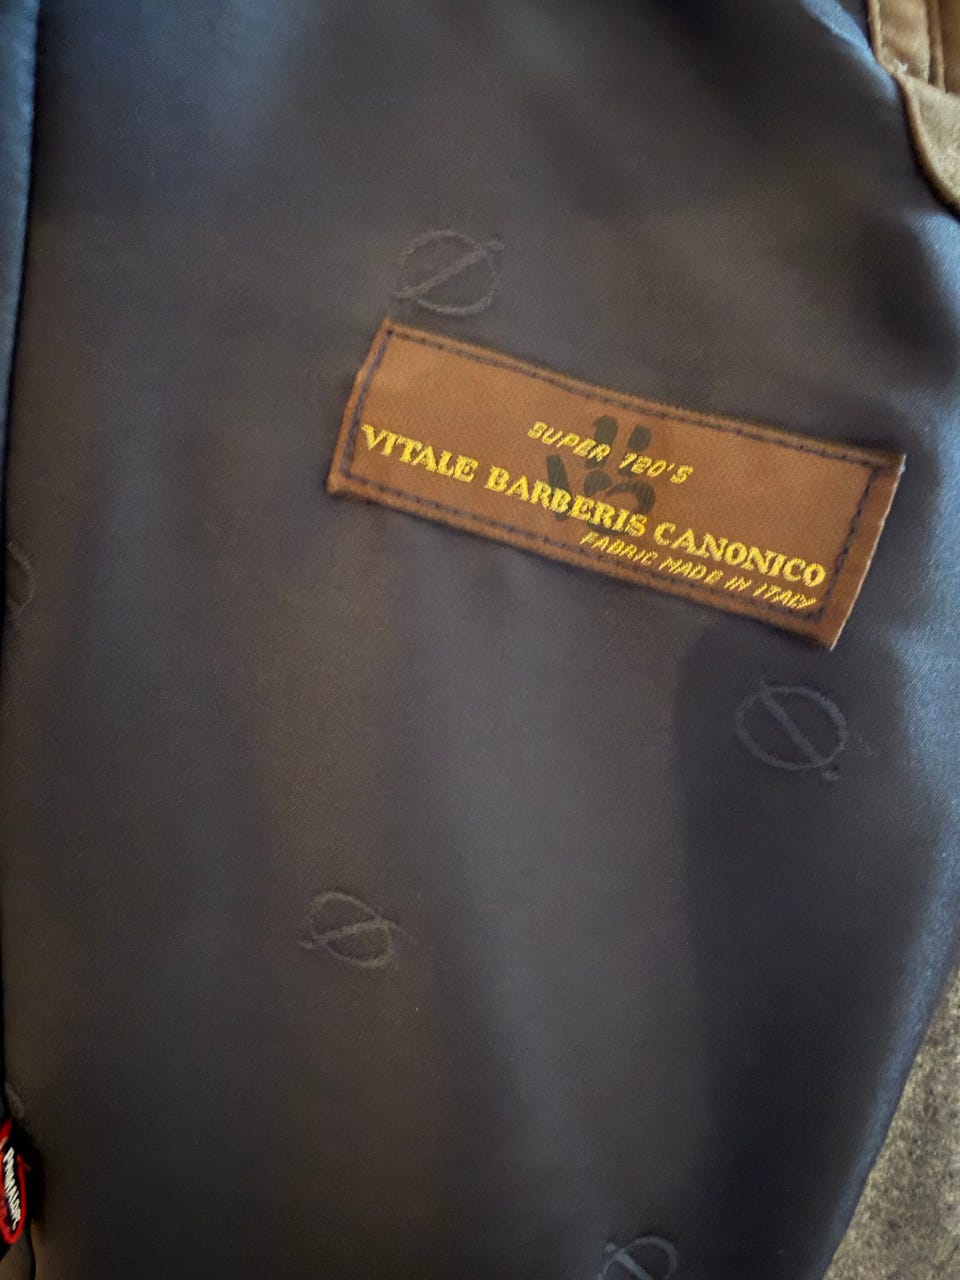 SUPER 120'S
VITALE BARBERIS CANONICO
FABRIC MADE IN ITALY